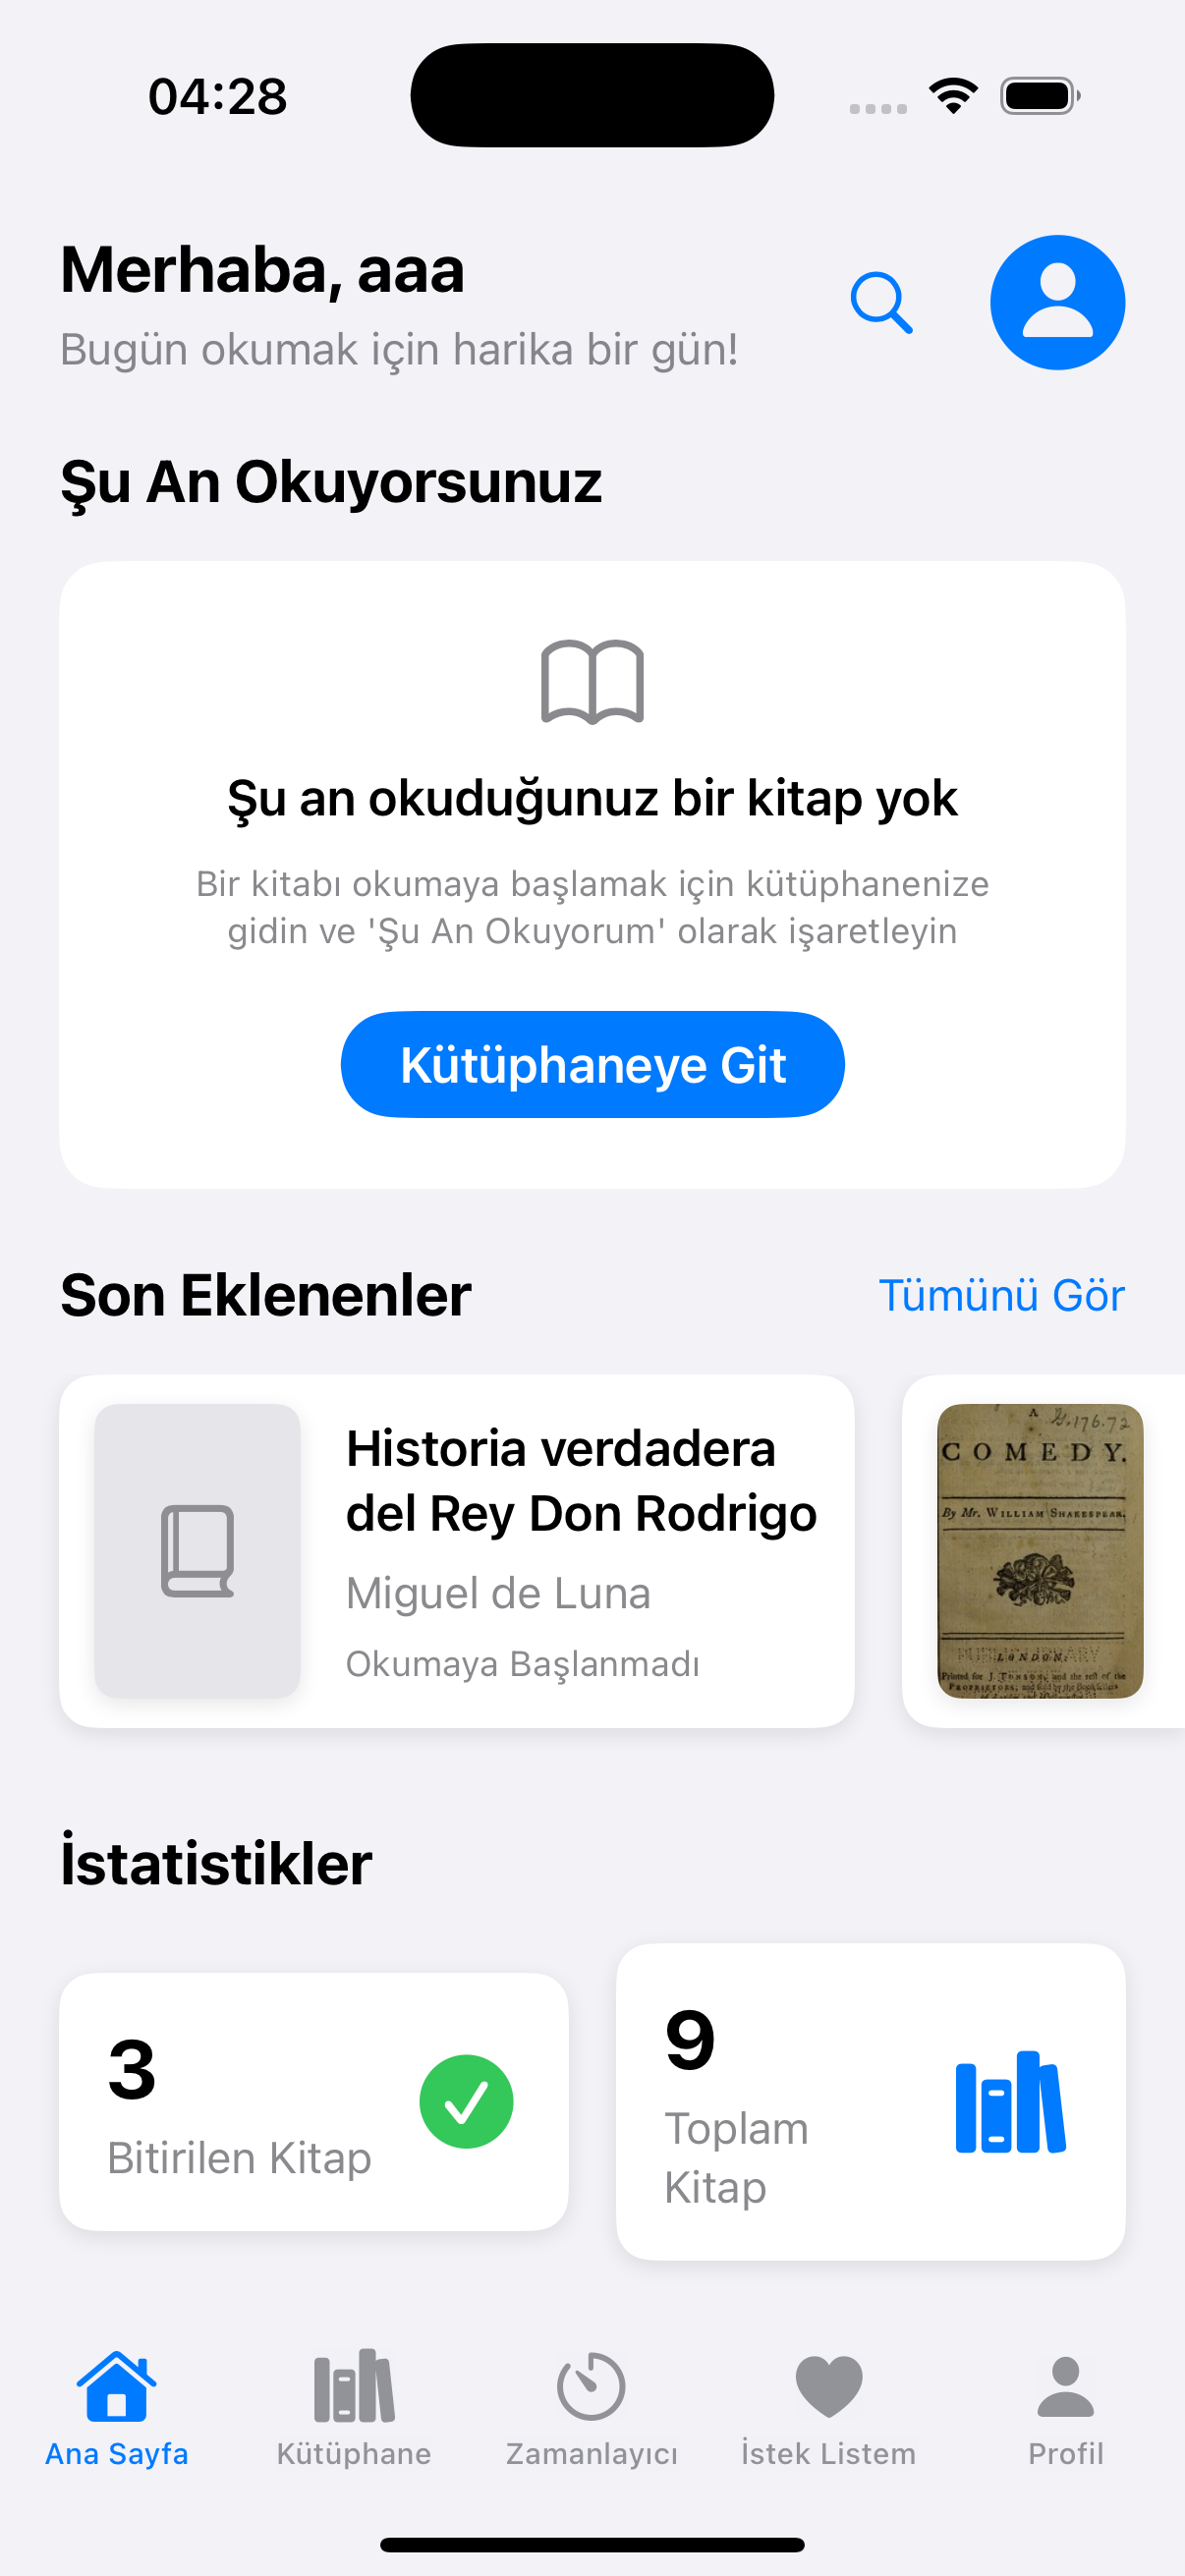 04:28
Merhaba, aaa
Bugün okumak için harika bir gün!
Şu An Okuyorsunuz
Şu an okuduğunuz bir kitap yok
Bir kitabı okumaya başlamak için kütüphanenize
gidin ve 'Şu An Okuyorum' olarak işaretleyin
Kütüphaneye Git
Son Eklenenler
Tümünü Gör
Historia verdadera
del Rey Don Rodrigo
Miguel de Luna
Okumaya Başlanmadı
A
COMEDY.
By Mr. WILLIAM SHAKESPEAR.
LONDON:
Printed for J. TONSON, and the rest of the
PROPRIETORS; and sold by the Booksellers
İstatistikler
3
Bitirilen Kitap
9
Toplam
Kitap
Ana Sayfa
Kütüphane
Zamanlayıcı
İstek Listem
Profil